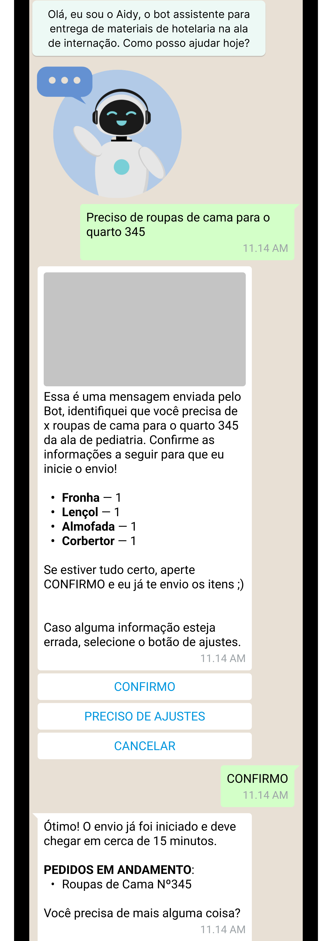 Olá, eu sou o Aidy, o bot assistente para
entrega de materiais de hotelaria na ala
de internação. Como posso ajudar hoje?
Preciso de roupas de cama para o
quarto 345
11.14 AM
Essa é uma mensagem enviada pelo
Bot, identifiquei que você precisa de
x roupas de cama para o quarto 345
da ala de pediatria. Confirme as
informações a seguir para que eu
inicie o envio!
• Fronha — 1
• Lençol — 1
• Almofada — 1
• Corbertor — 1
Se estiver tudo certo, aperte
CONFIRMO e eu já te envio os itens ;)
Caso alguma informação esteja
errada, selecione o botão de ajustes.
11.14 AM
CONFIRMO
PRECISO DE AJUSTES
CANCELAR
CONFIRMO
11.14 AM
Ótimo! O envio já foi iniciado e deve
chegar em cerca de 15 minutos.
PEDIDOS EM ANDAMENTO:
• Roupas de Cama Nº345
Você precisa de mais alguma coisa?
11.14 AM